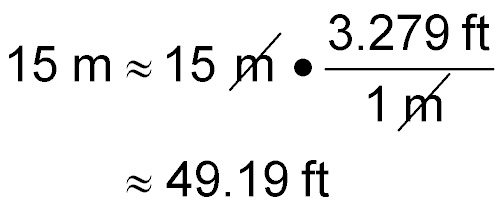 15 m ≈ 15 m • 3.279 ft / 1 m
≈ 49.19 ft